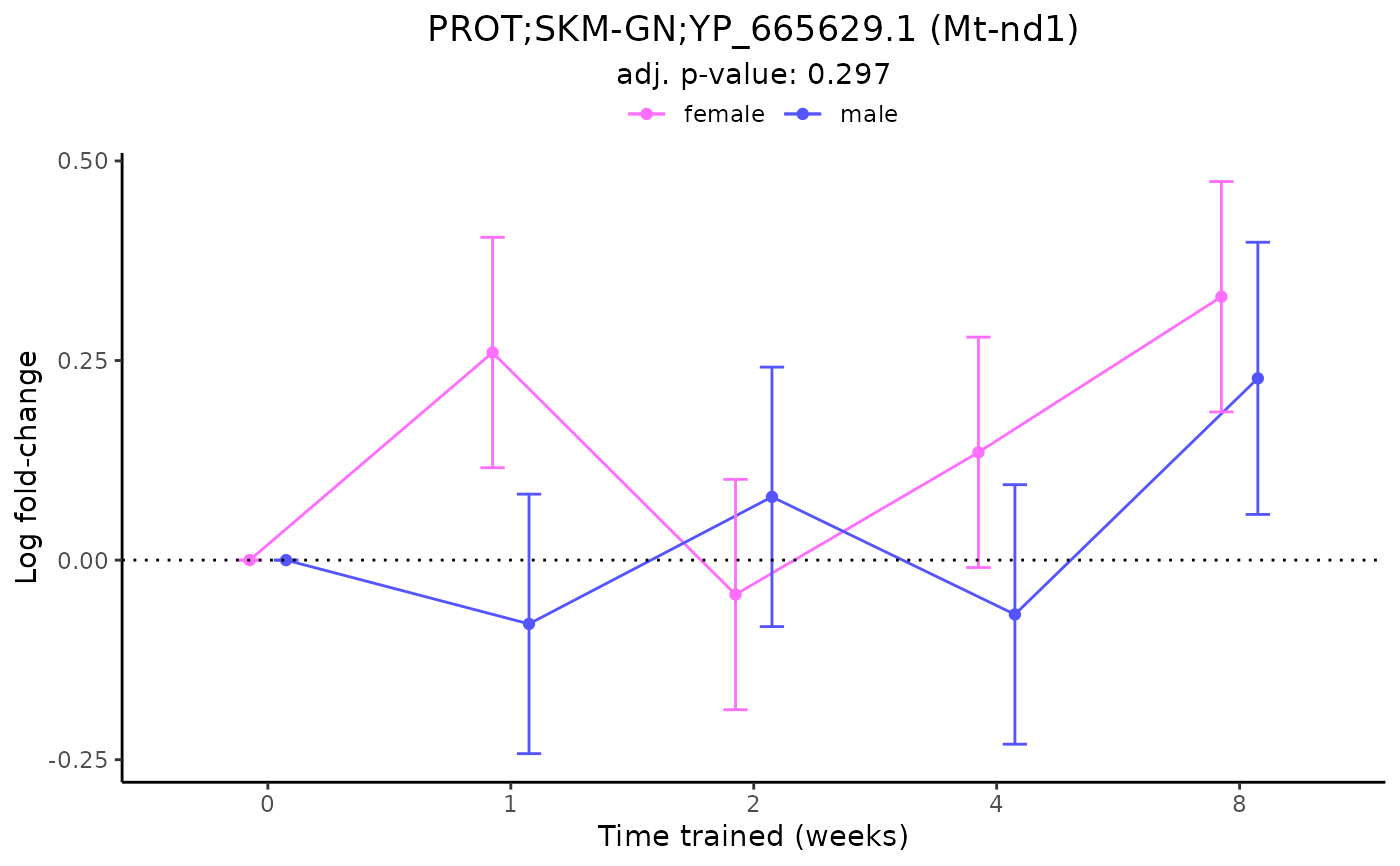 PROT;SKM-GN;YP_665629.1 (Mt-nd1)
adj. p-value: 0.297
female male
0.50
0.25
0.00
-0.25
Log fold-change
0 1 2 4 8
Time trained (weeks)